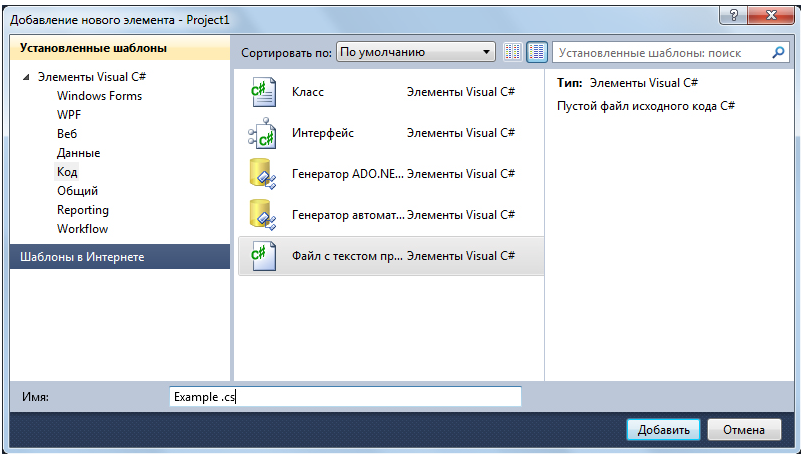 Добавление нового элемента - Project1
Установленные шаблоны
Элементы Visual C#
Windows Forms
WPF
Веб
Данные
Код
Общий
Reporting
Workflow
Шаблоны в Интернете
Сортировать по: По умолчанию
Установленные шаблоны: поиск
Класс Элементы Visual C#
Интерфейс Элементы Visual C#
Генератор ADO.NE... Элементы Visual C#
Генератор автомат... Элементы Visual C#
Файл с текстом пр... Элементы Visual C#
Тип: Элементы Visual C#
Пустой файл исходного кода C#
Имя: Example .cs
Добавить Отмена